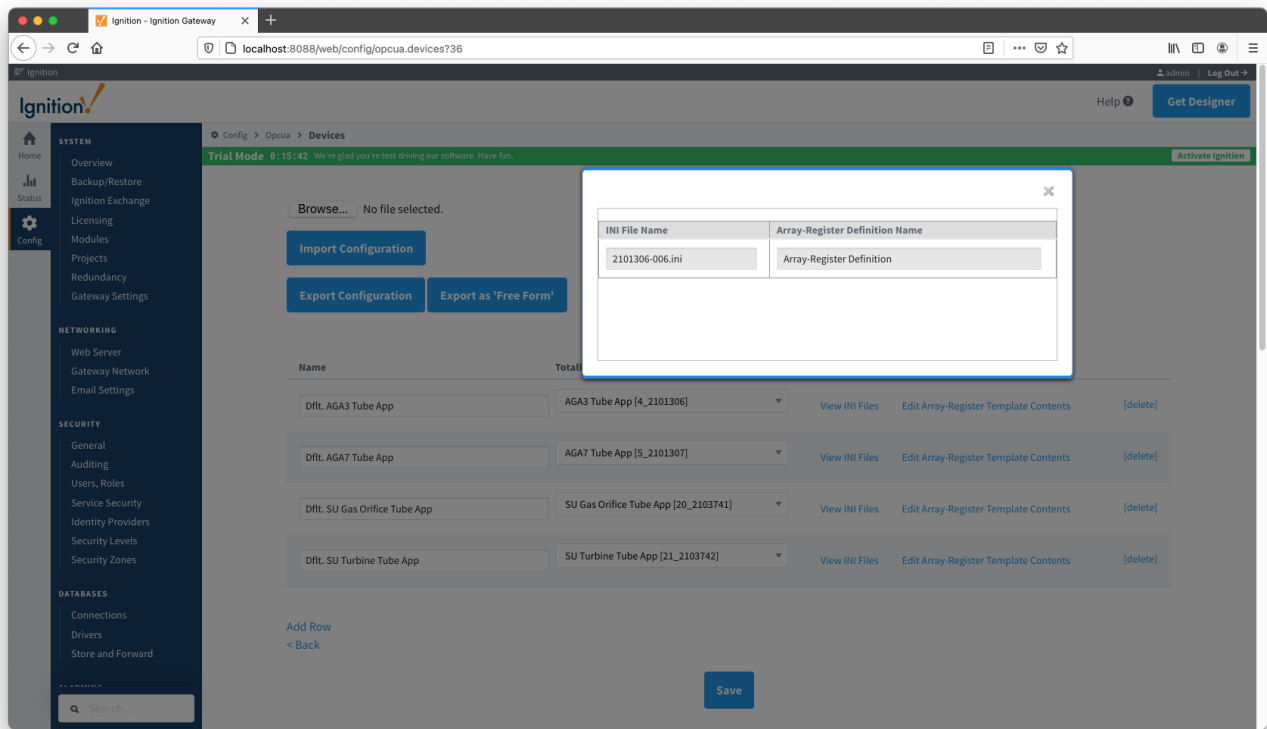 Ignition - Ignition Gateway
localhost:8088/web/config/opcua.devices?36
Ignition
admin | Log Out
Ignition!
Help
Get Designer
Home
Status
Config
SYSTEM
Overview
Backup/Restore
Ignition Exchange
Licensing
Modules
Projects
Redundancy
Gateway Settings
NETWORKING
Web Server
Gateway Network
Email Settings
SECURITY
General
Auditing
Users, Roles
Service Security
Identity Providers
Security Levels
Security Zones
DATABASES
Connections
Drivers
Store and Forward
Search...
Config > Opcua > Devices
Trial Mode 0:15:42 We're glad you're test driving our software. Have fun.
Activate Ignition
Browse... No file selected.
Import Configuration
Export Configuration
Export as 'Free Form'
INI File Name
Array-Register Definition Name
2101306-006.ini
Array-Register Definition
Name
Dflt. AGA3 Tube App
AGA3 Tube App [4_2101306]
View INI Files
Edit Array-Register Template Contents
[delete]
Dflt. AGA7 Tube App
AGA7 Tube App [5_2101307]
View INI Files
Edit Array-Register Template Contents
[delete]
Dflt. SU Gas Orifice Tube App
SU Gas Orifice Tube App [20_2103741]
View INI Files
Edit Array-Register Template Contents
[delete]
Dflt. SU Turbine Tube App
SU Turbine Tube App [21_2103742]
View INI Files
Edit Array-Register Template Contents
[delete]
Add Row
< Back
Save